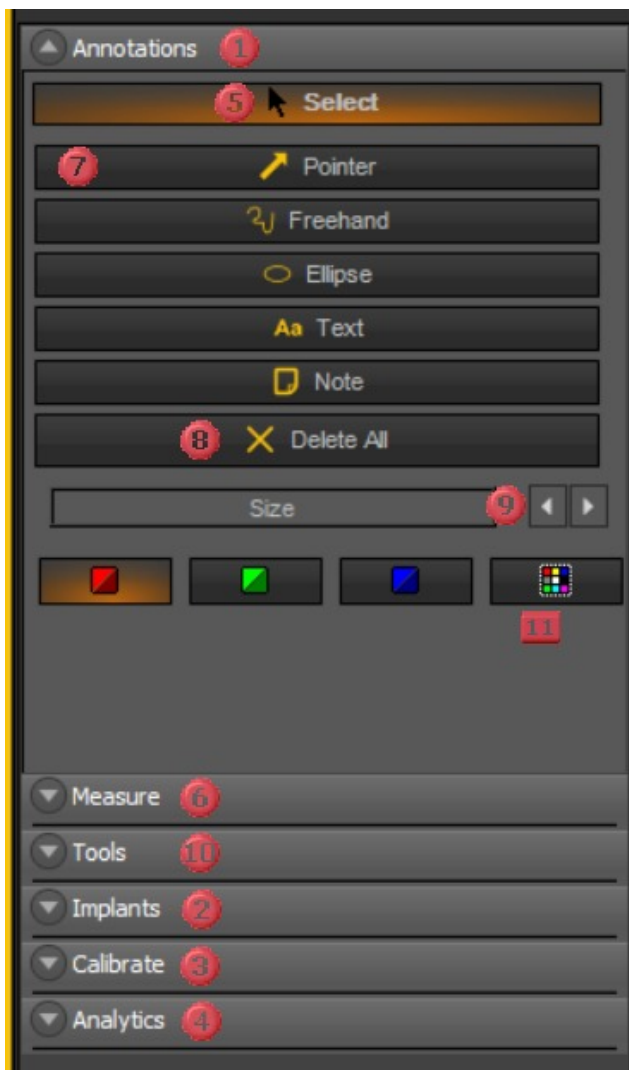 Annotations 1
5 Select
7 Pointer
Freehand
Ellipse
Aa Text
Note
8 Delete All
Size 9
11
Measure 6
Tools 10
Implants 2
Calibrate 3
Analytics 4